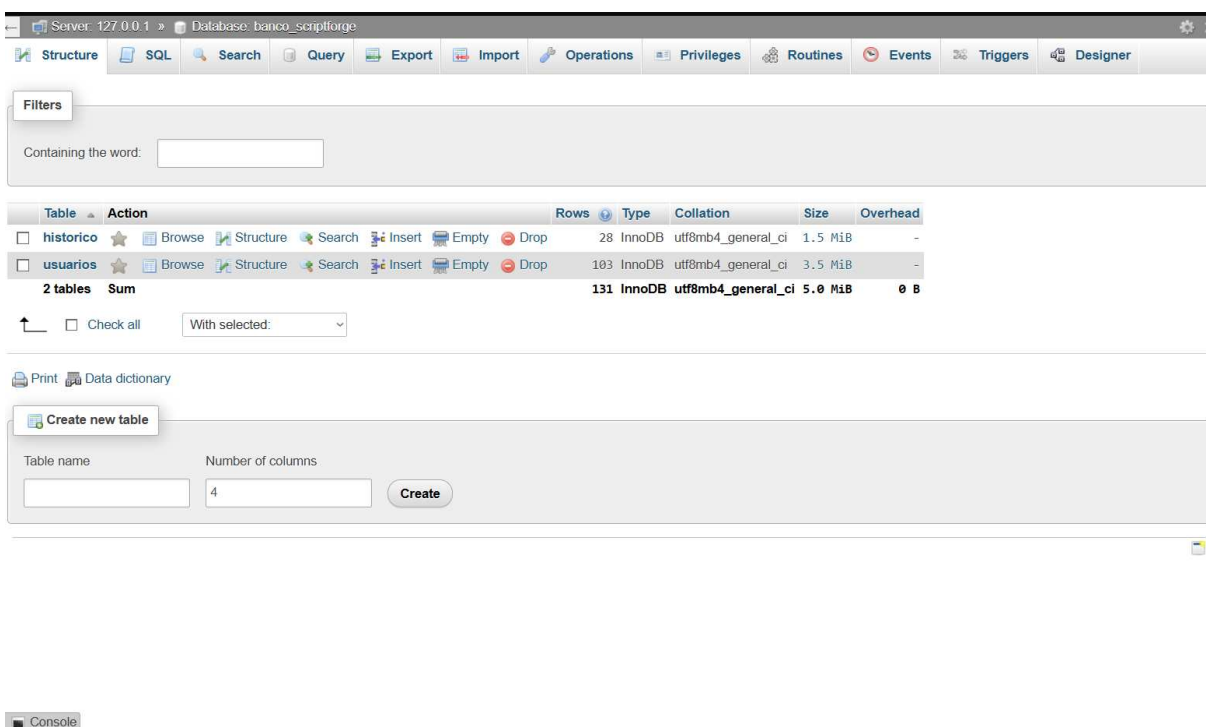 Server: 127.0.0.1 » Database: banco_scriptforge
Structure SQL Search Query Export Import Operations Privileges Routines Events Triggers Designer
Filters
Containing the word:
Table Action Rows Type Collation Size Overhead
historico Browse Structure Search Insert Empty Drop 28 InnoDB utf8mb4_general_ci 1.5 MiB -
usuarios Browse Structure Search Insert Empty Drop 103 InnoDB utf8mb4_general_ci 3.5 MiB -
2 tables Sum 131 InnoDB utf8mb4_general_ci 5.0 MiB 0 B
Check all With selected:
Print Data dictionary
Create new table
Table name Number of columns
4 Create
Console